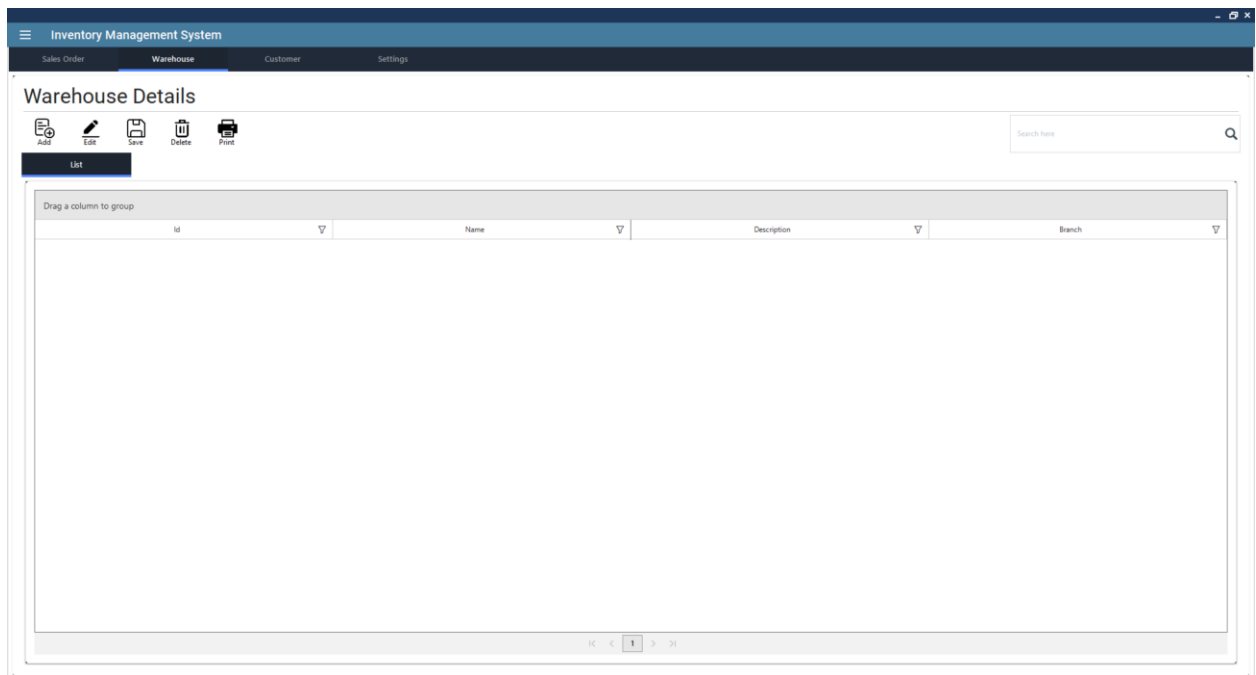 Inventory Management System
Sales Order Warehouse Customer Settings
Warehouse Details
Add Edit Save Delete Print
Search here
List
Drag a column to group
Id Name Description Branch
1